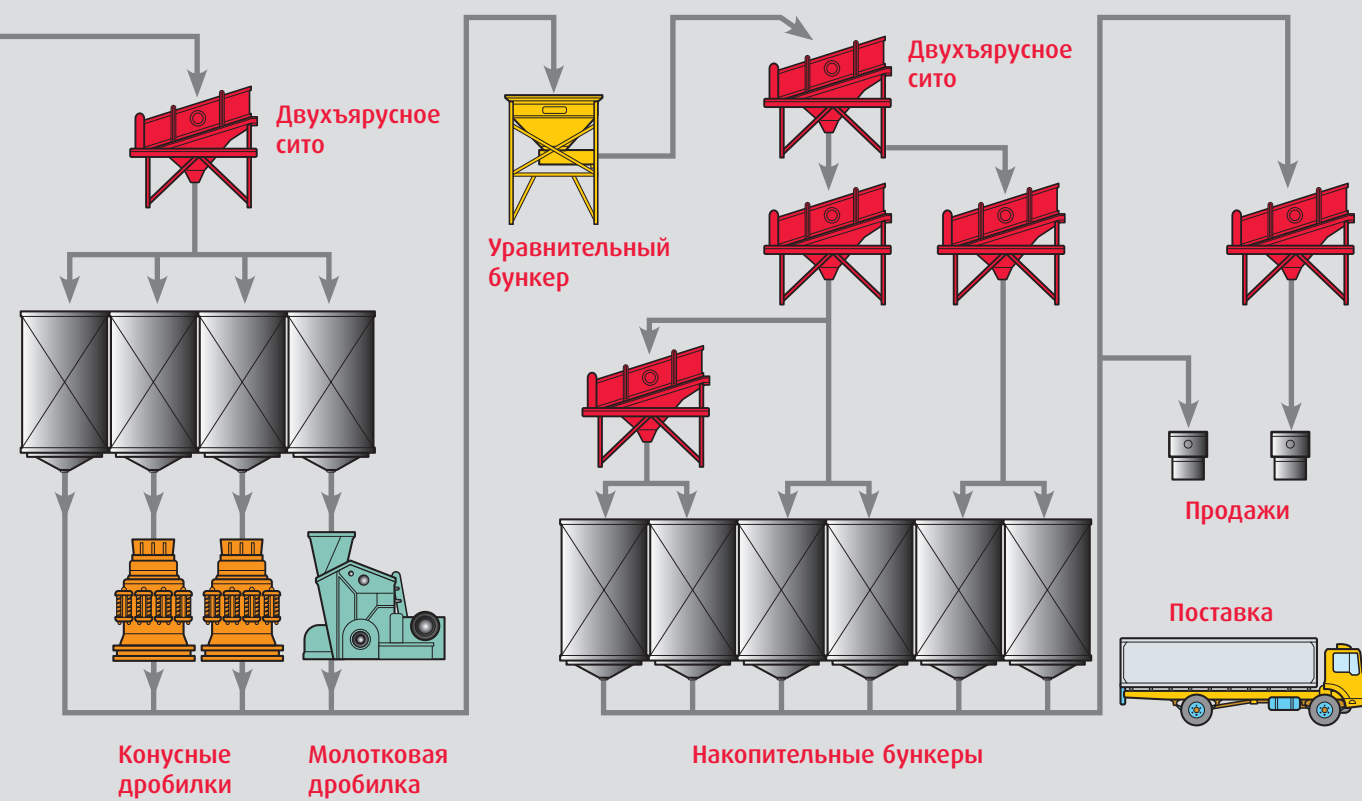 Двухъярусное
сито
Двухъярусное
сито
Уравнительный
бункер
Продажи
Поставка
Конусные
дробилки
Молотковая
дробилка
Накопительные бункеры